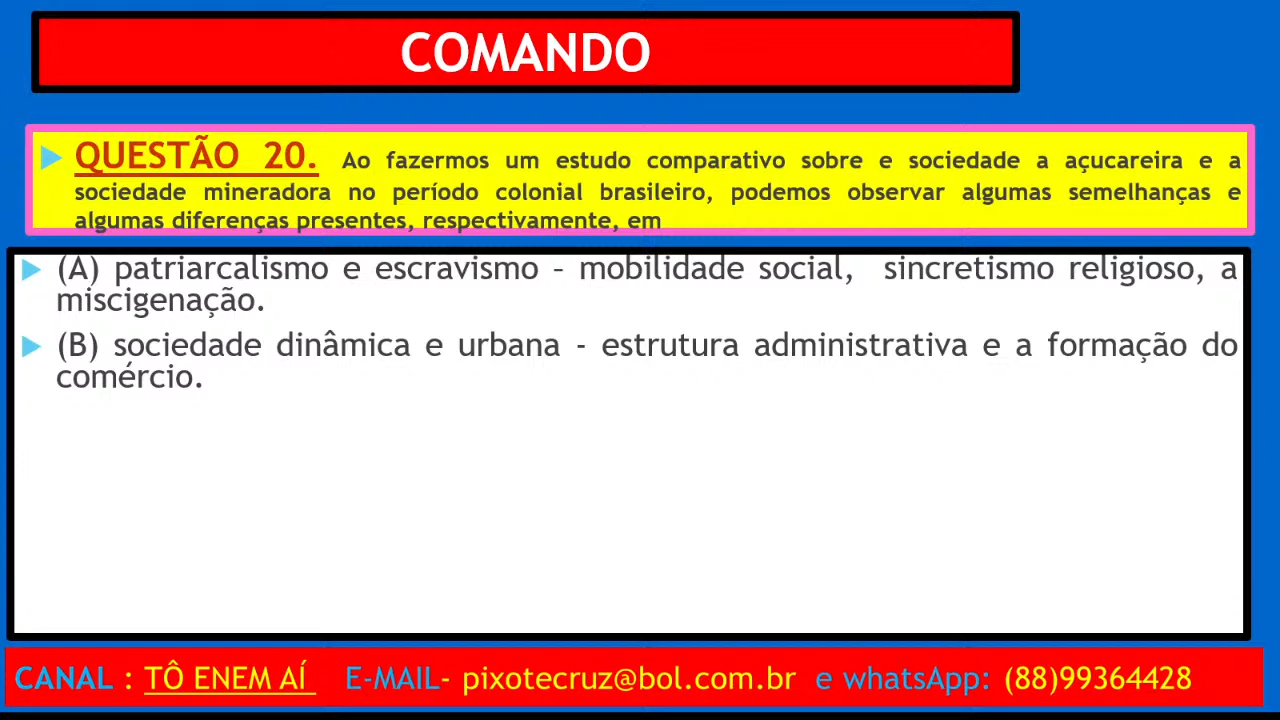 COMANDO
QUESTÃO 20. Ao fazermos um estudo comparativo sobre e sociedade a açucareira e a
sociedade mineradora no período colonial brasileiro, podemos observar algumas semelhanças e
algumas diferenças presentes, respectivamente, em
(A) patriarcalismo e escravismo – mobilidade social, sincretismo religioso, a
miscigenação.
(B) sociedade dinâmica e urbana - estrutura administrativa e a formação do
comércio.
CANAL : TÔ ENEM AÍ E-MAIL- pixotecruz@bol.com.br e whatsApp: (88)99364428